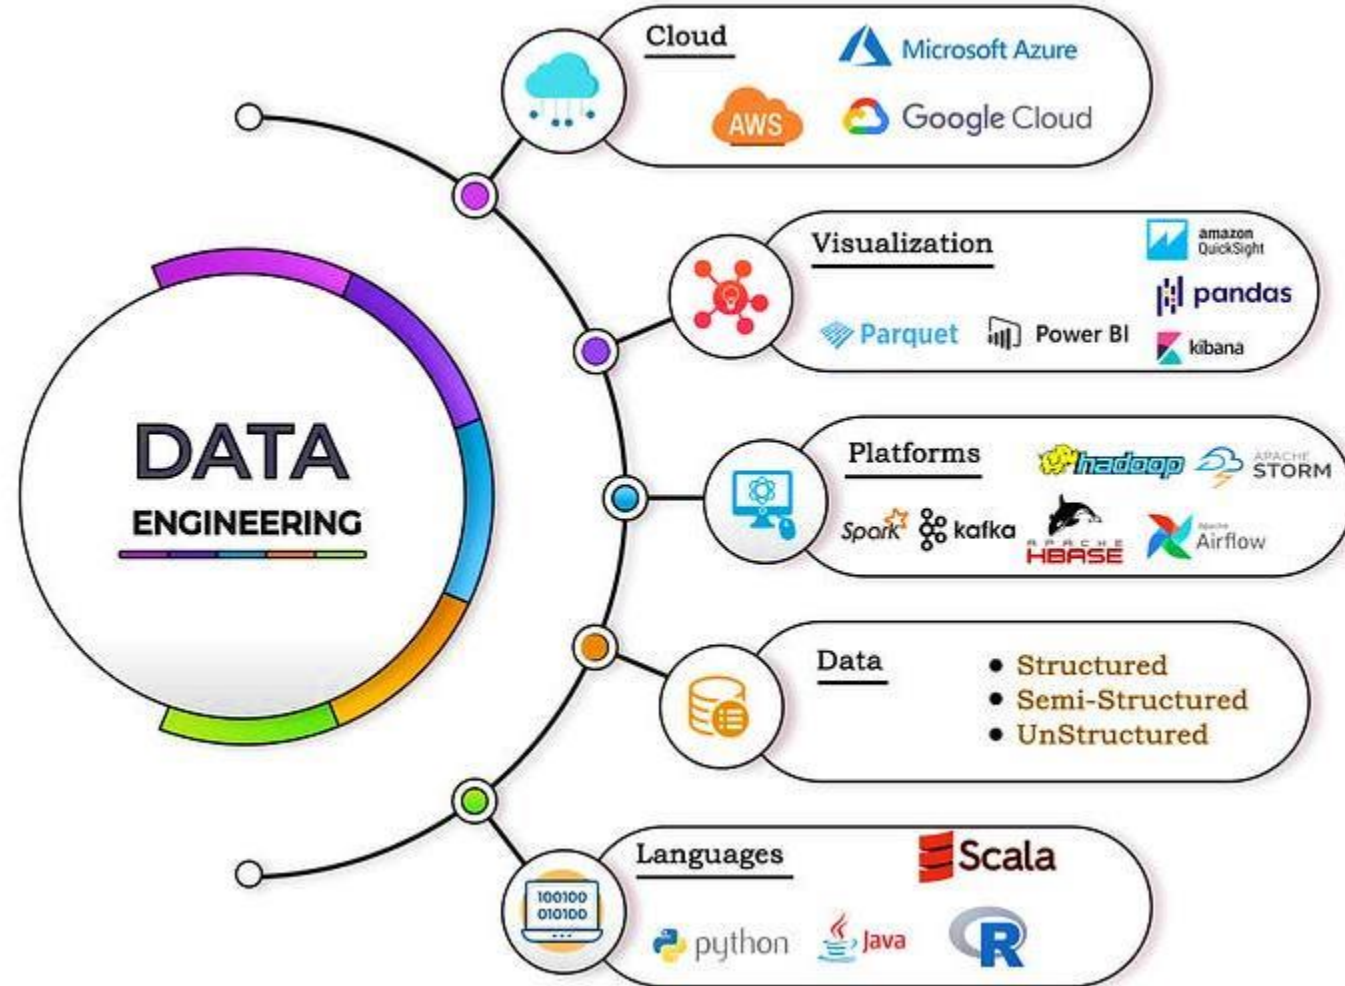 Cloud
Microsoft Azure
AWS
Google Cloud
Visualization
amazon
QuickSight
pandas
Parquet
Power BI
kibana
DATA
ENGINEERING
Platforms
hadoop
APACHE
STORM
Spark
kafka
APACHE
HBASE
Apache
Airflow
Data
• Structured
• Semi-Structured
• UnStructured
Languages
Scala
100100
010100
python
Java
R